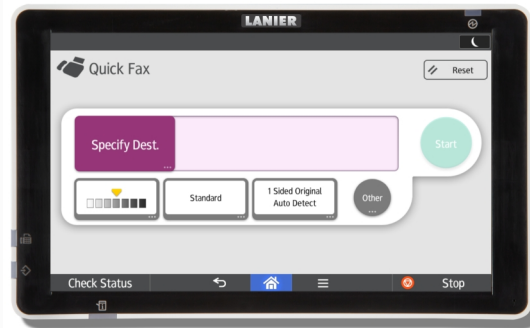 LANIER
Quick Fax
Reset
Specify Dest.
Start
Standard
1 Sided Original
Auto Detect
Other
Check Status
Stop